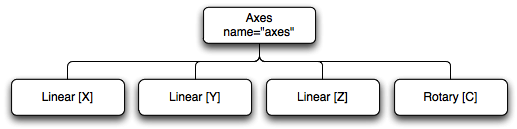 Axes
name="axes"
Linear [X]
Linear [Y]
Linear [Z]
Rotary [C]